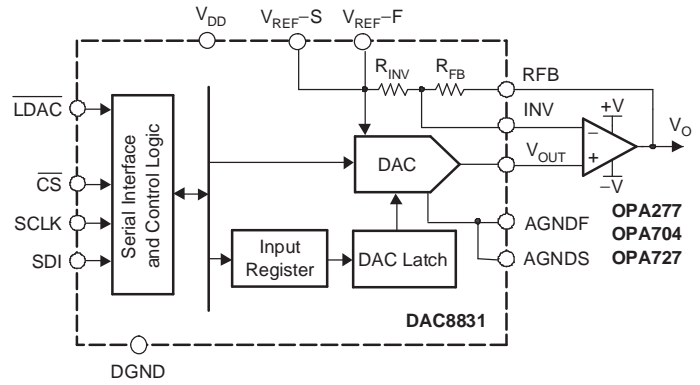 V_DD
V_REF–S
V_REF–F
R_INV
R_FB
RFB
INV
+V
V_O
LDAC
CS
SCLK
SDI
Serial Interface
and Control Logic
DAC
−
+
−V
V_OUT
OPA277
OPA704
OPA727
AGNDF
AGNDS
Input
Register
DAC Latch
DAC8831
DGND